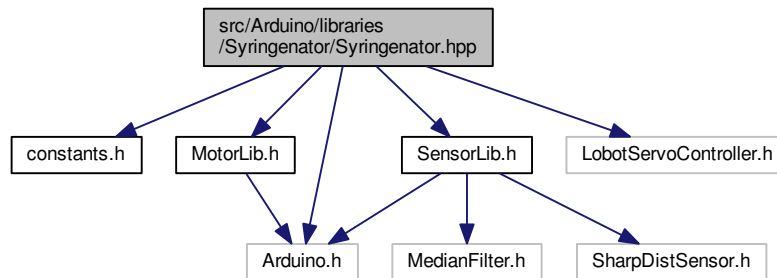 src/Arduino/libraries
/Syringenator/Syringenator.hpp
constants.h
MotorLib.h
SensorLib.h
LobotServoController.h
Arduino.h
MedianFilter.h
SharpDistSensor.h